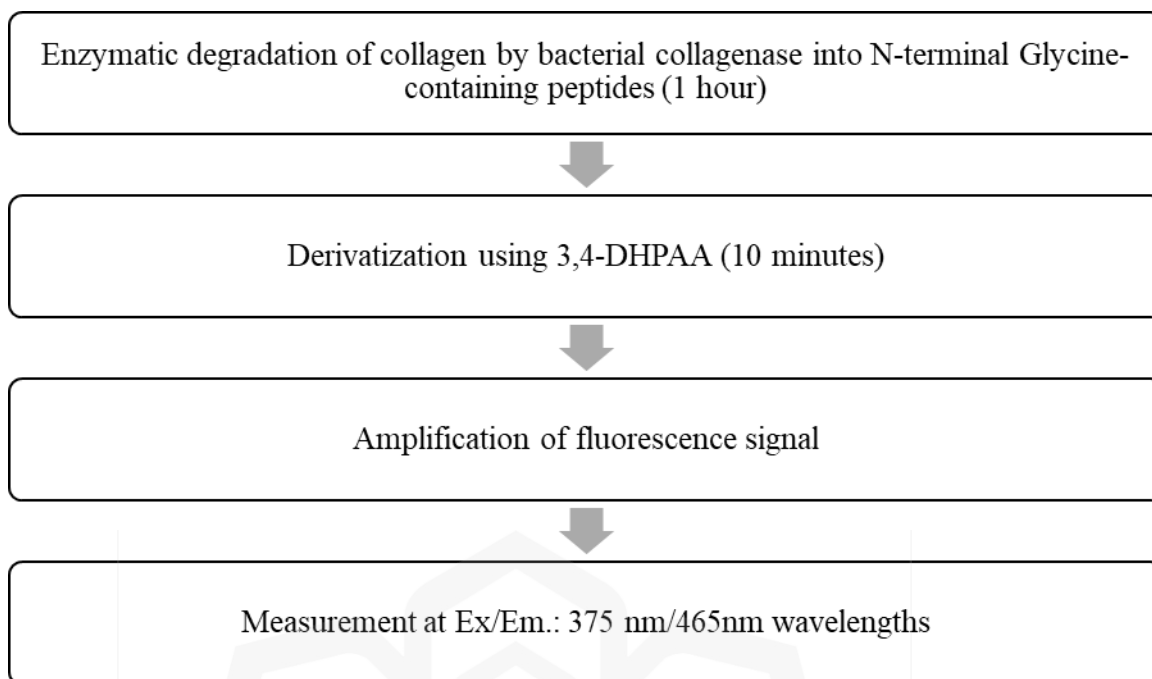 Enzymatic degradation of collagen by bacterial collagenase into N-terminal Glycine-
containing peptides (1 hour)
Derivatization using 3,4-DHPAA (10 minutes)
Amplification of fluorescence signal
Measurement at Ex/Em.: 375 nm/465nm wavelengths